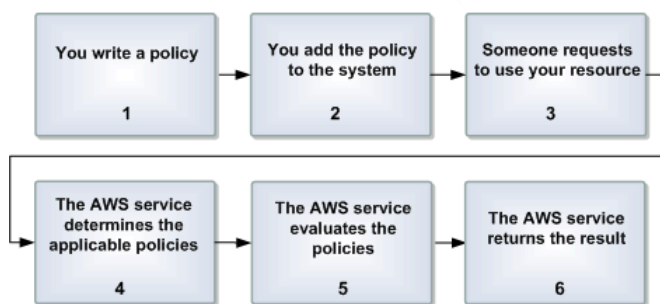 You write a policy
1
You add the policy
to the system
2
Someone requests
to use your resource
3
The AWS service
determines the
applicable policies
4
The AWS service
evaluates the
policies
5
The AWS service
returns the result
6